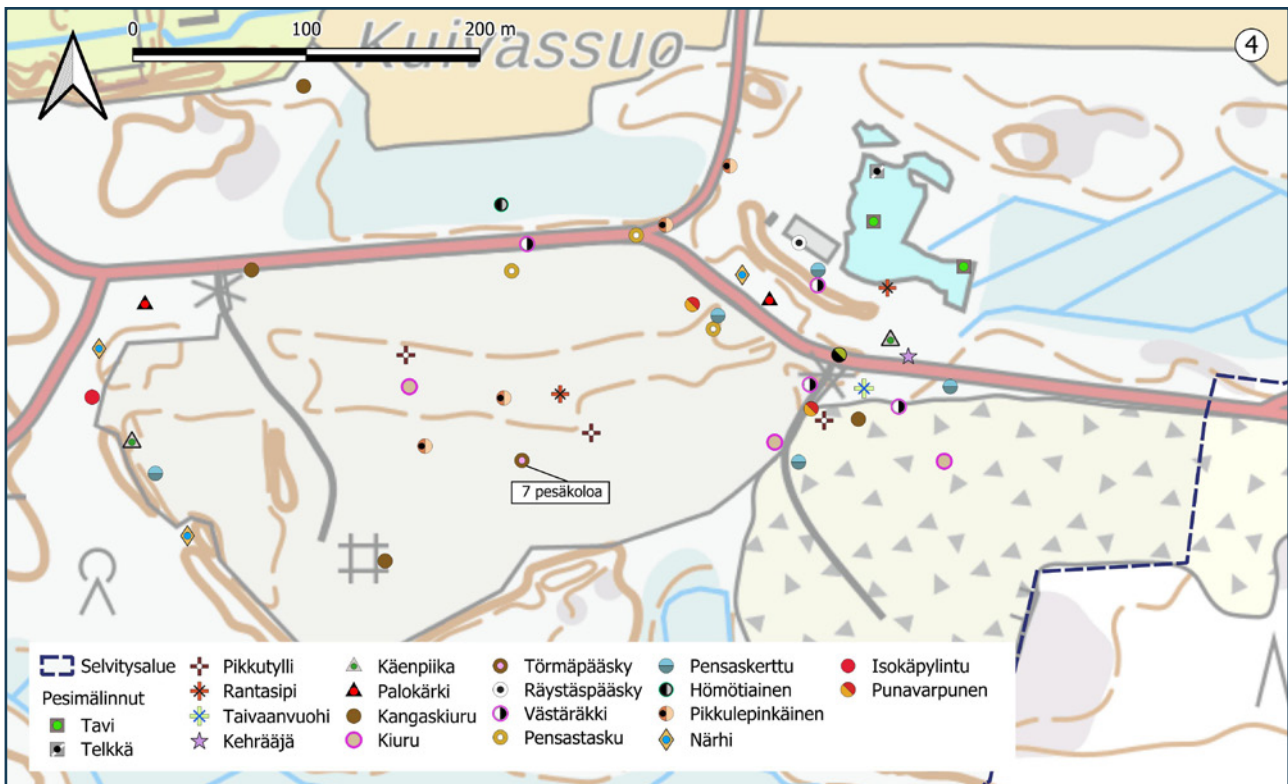 0 100 200 m
Kuivassuo
4
7 pesäkoloa
Selvitysalue
Pesimälinnut
Tavi
Telkkä
Pikkutylli
Rantasipi
Taivaanvuohi
Kehrääjä
Käenpiika
Palokärki
Kangaskiuru
Kiuru
Törmäpääsky
Räystäspääsky
Västäräkki
Pensastasku
Pensaskerttu
Hömötiainen
Pikkulepinkäinen
Närhi
Isokäpylintu
Punavarpunen